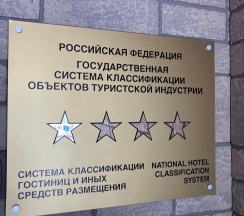 РОССИЙСКАЯ ФЕДЕРАЦИЯ
ГОСУДАРСТВЕННАЯ
СИСТЕМА КЛАССИФИКАЦИИ
ОБЪЕКТОВ ТУРИСТСКОЙ ИНДУСТРИИ
СИСТЕМА КЛАССИФИКАЦИИ
ГОСТИНИЦ И ИНЫХ
СРЕДСТВ РАЗМЕЩЕНИЯ
NATIONAL HOTEL
CLASSIFICATION
SYSTEM